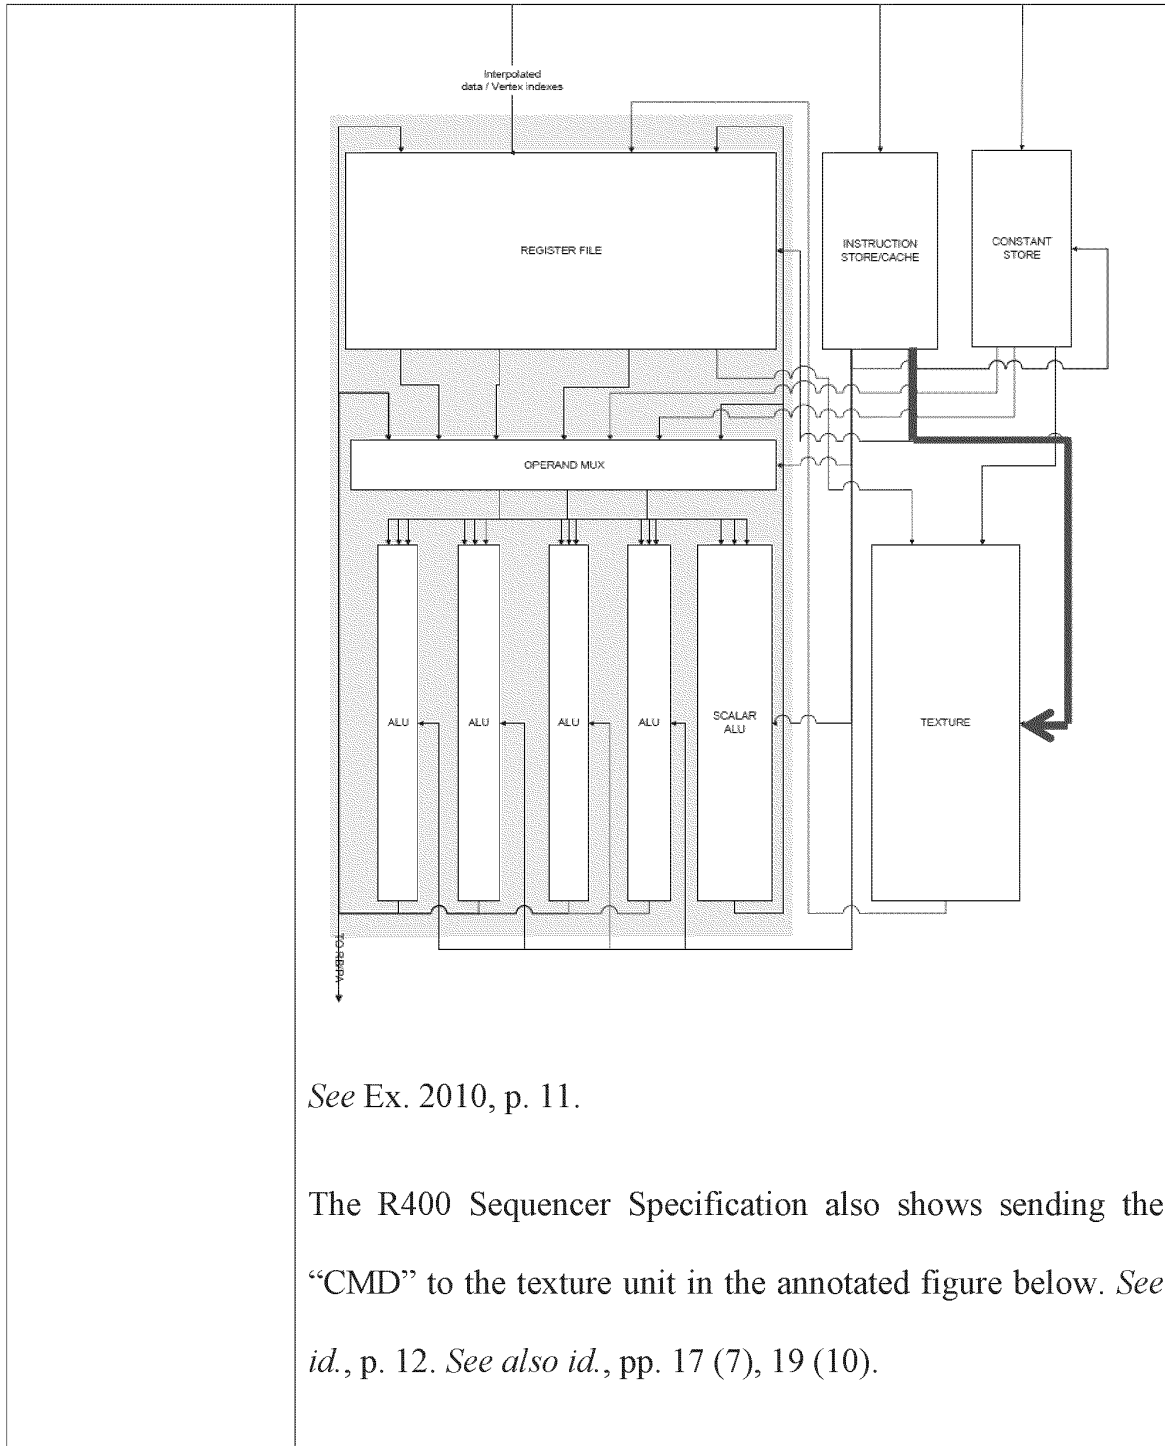 Interpolated
data / Vertex indexes
REGISTER FILE
INSTRUCTION
STORE/CACHE
CONSTANT
STORE
OPERAND MUX
ALU
ALU
ALU
ALU
SCALAR
ALU
TEXTURE
TO RB/PA
See Ex. 2010, p. 11.
The R400 Sequencer Specification also shows sending the
“CMD” to the texture unit in the annotated figure below. See
id., p. 12. See also id., pp. 17 (7), 19 (10).